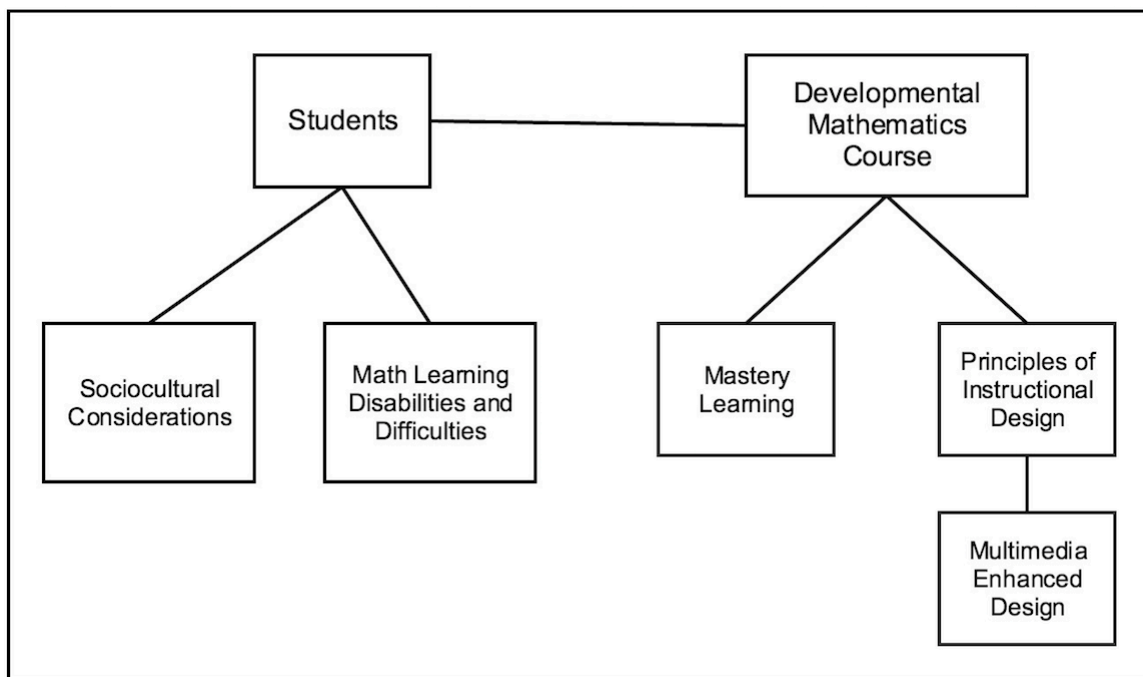 Students
Developmental
Mathematics
Course
Sociocultural
Considerations
Math Learning
Disabilities and
Difficulties
Mastery
Learning
Principles of
Instructional
Design
Multimedia
Enhanced
Design